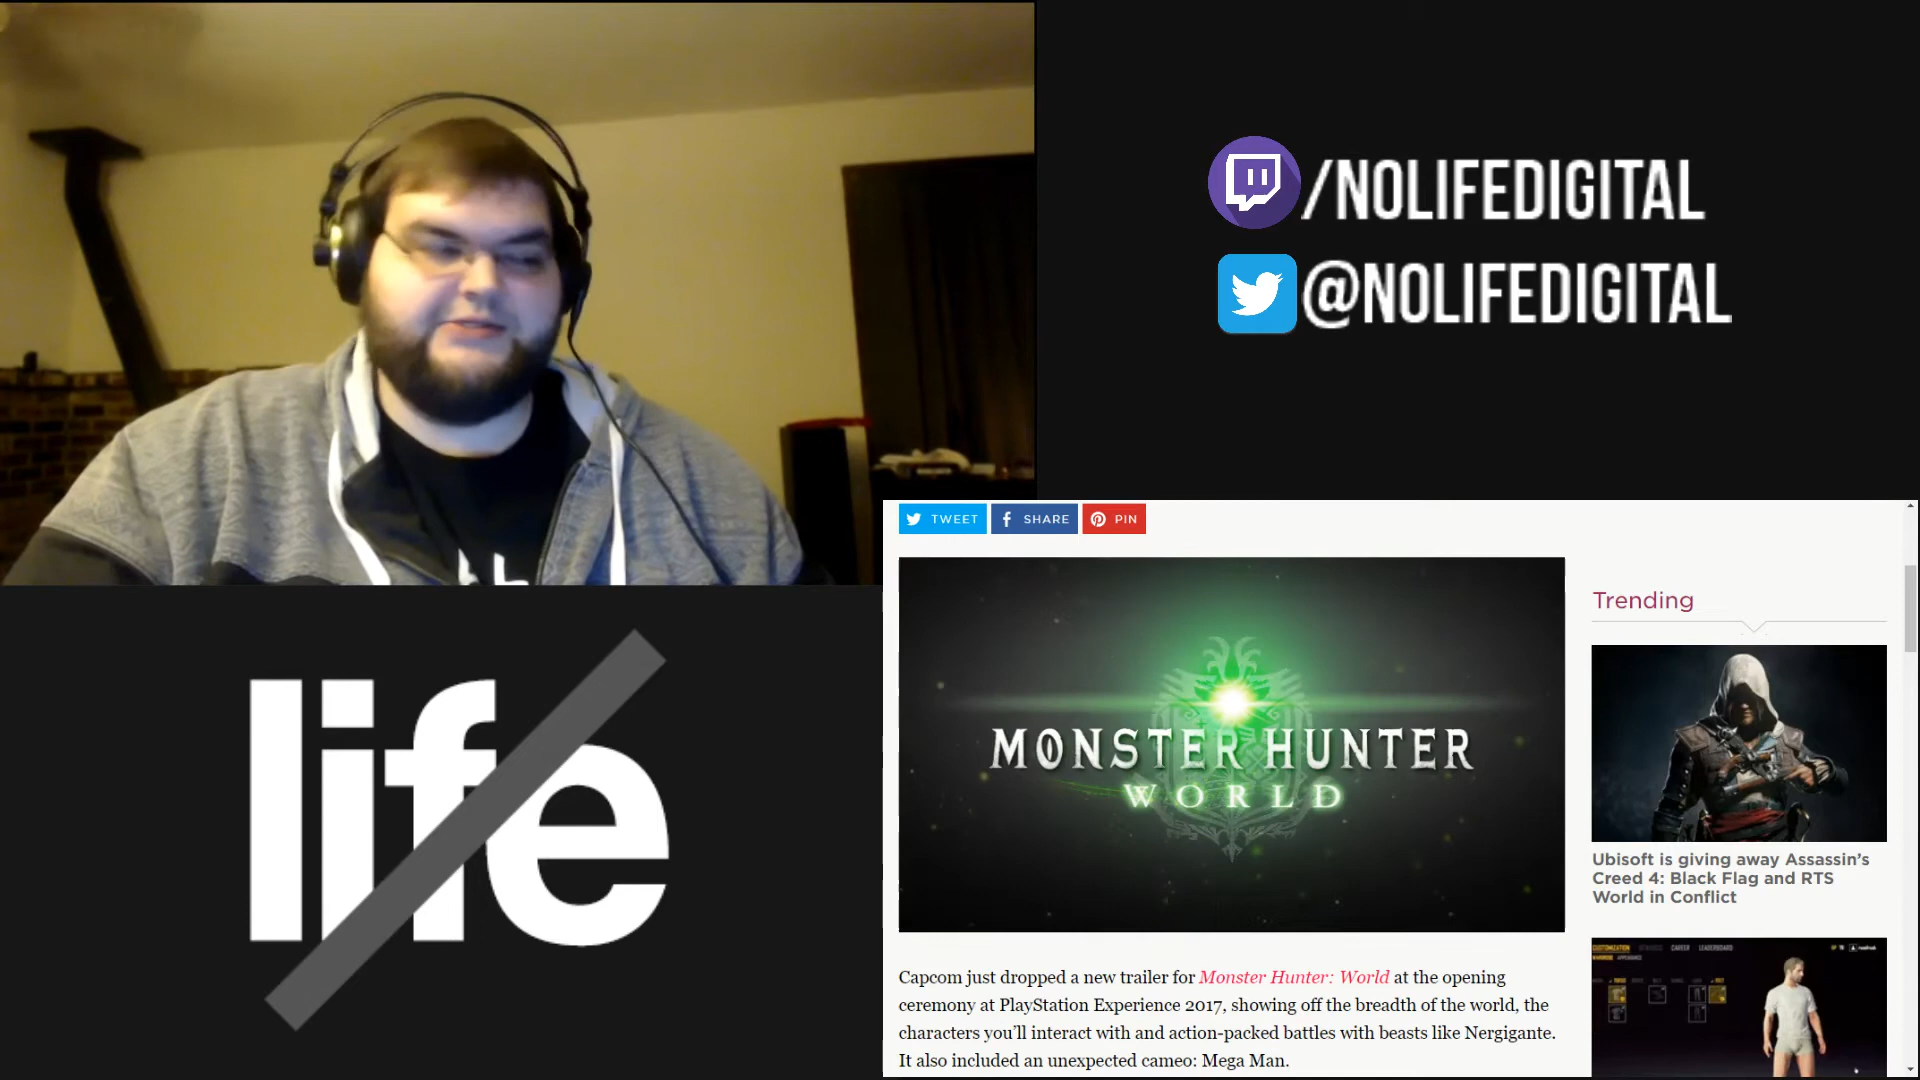 /NOLIFEDIGITAL
@NOLIFEDIGITAL
TWEET
SHARE
PIN
MONSTER HUNTER
WORLD
Capcom just dropped a new trailer for Monster Hunter: World at the opening
ceremony at PlayStation Experience 2017, showing off the breadth of the world, the
characters you'll interact with and action-packed battles with beasts like Nergigante.
It also included an unexpected cameo: Mega Man.
Trending
Ubisoft is giving away Assassin's
Creed 4: Black Flag and RTS
World in Conflict
CUSTOMIZATION
CAREER
LEADERBOARD
life